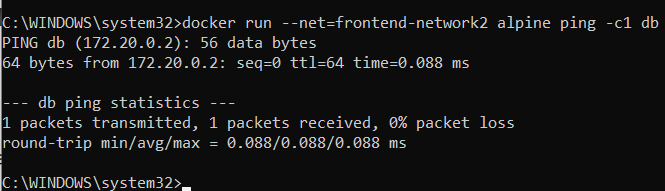 C:\WINDOWS\system32>docker run --net=frontend-network2 alpine ping -c1 db
PING db (172.20.0.2): 56 data bytes
64 bytes from 172.20.0.2: seq=0 ttl=64 time=0.088 ms

--- db ping statistics ---
1 packets transmitted, 1 packets received, 0% packet loss
round-trip min/avg/max = 0.088/0.088/0.088 ms

C:\WINDOWS\system32>